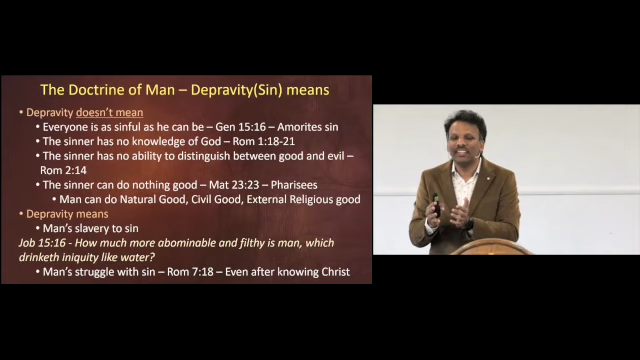 The Doctrine of Man – Depravity(Sin) means
• Depravity doesn't mean
• Everyone is as sinful as he can be – Gen 15:16 – Amorites sin
• The sinner has no knowledge of God – Rom 1:18-21
• The sinner has no ability to distinguish between good and evil –
Rom 2:14
• The sinner can do nothing good – Mat 23:23 – Pharisees
• Man can do Natural Good, Civil Good, External Religious good
• Depravity means
• Man's slavery to sin
Job 15:16 - How much more abominable and filthy is man, which
drinketh iniquity like water?
• Man's struggle with sin – Rom 7:18 – Even after knowing Christ